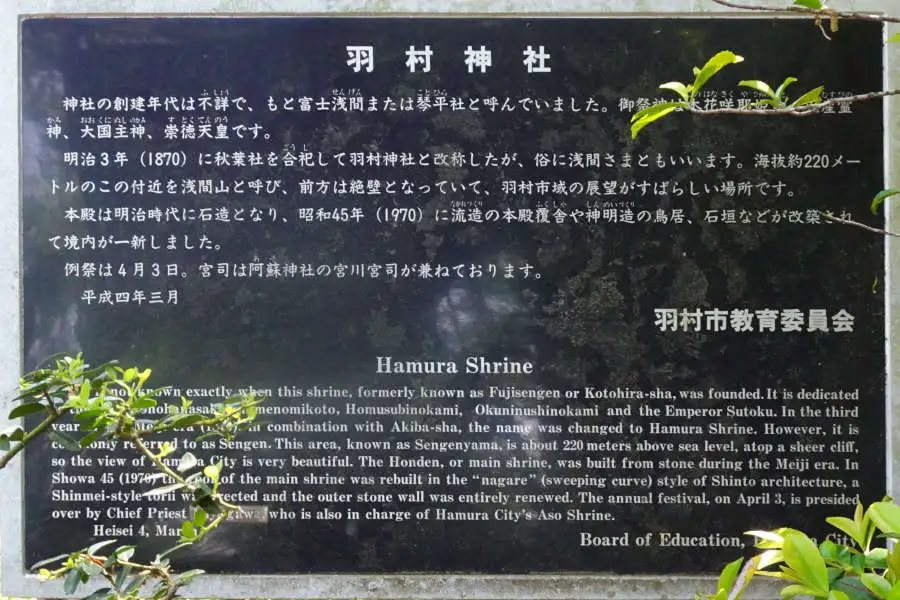 羽村神社
神社の創建年代は不詳で、もと富士浅間または琴平社と呼んでいました。御祭神は木花咲耶
神、大国主神、崇徳天皇です。
明治3年（1870）に秋葉社を合祀して羽村神社と改称したが、俗に浅間さまともいいます。海抜約220メー
トルのこの付近を浅間山と呼び、前方は絶壁となっていて、羽村市域の展望がすばらしい場所です。
本殿は明治時代に石造となり、昭和45年（1970）に流造の本殿覆舎や神明造の鳥居、石垣などが改築され
て境内が一新しました。
例祭は4月3日。宮司は阿蘇神社の宮川宮司が兼ねております。
平成四年三月
羽村市教育委員会
Hamura Shrine
not known exactly when this shrine, formerly known as Fujisengen or Kotohira-sha, was founded. It is dedicated
Homusubinokami, Okuninushinokami and the Emperor Sutoku. In the third
year in combination with Akiba-sha, the name was changed to Hamura Shrine. However, it is
referred to as Sengen. This area, known as Sengenyama, is about 220 meters above sea level, atop a sheer cliff,
so the view of Hamura City is very beautiful. The Honden, or main shrine, was built from stone during the Meiji era. In
Showa 45 (1970) of the main shrine was rebuilt in the "nagare" (sweeping curve) style of Shinto architecture, a
Shinmei-style torii was erected and the outer stone wall was entirely renewed. The annual festival, on April 3, is presided
over by Chief Priest who is also in charge of Hamura City's Aso Shrine.
Heisei 4,
Board of Education, City